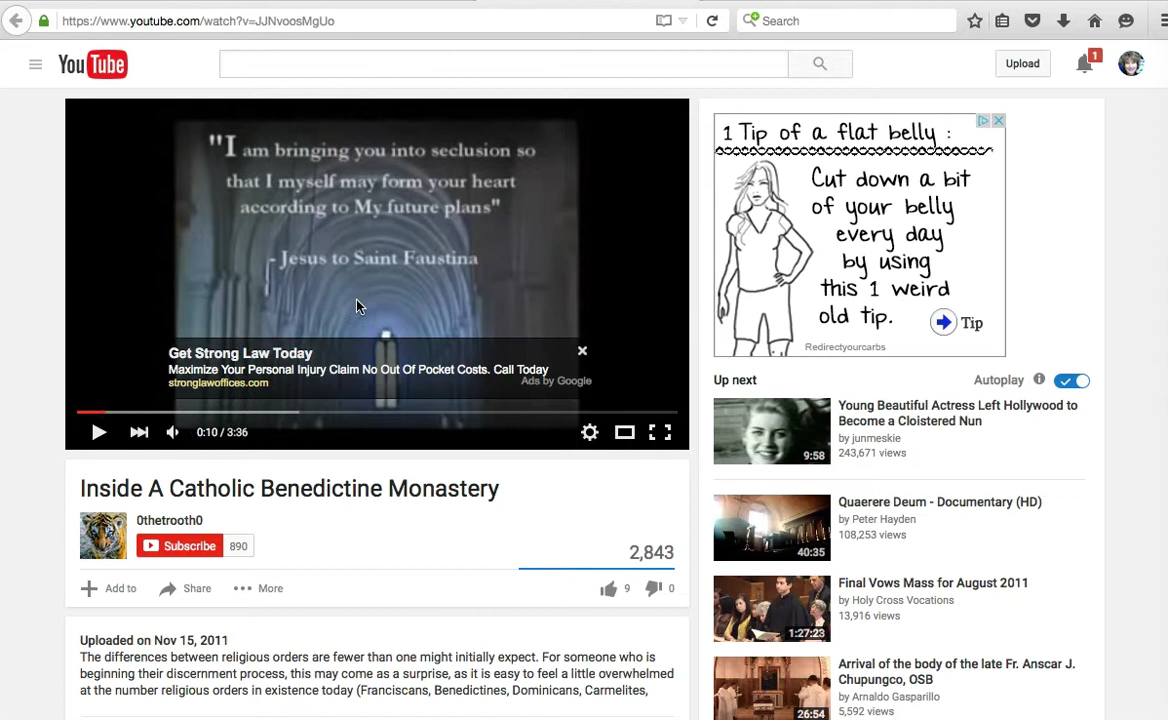 https://www.youtube.com/watch?v=JJNvoosMgUo
Search
YouTube
Upload
1
"I am bringing you into seclusion so
that I myself may form your heart
according to My future plans"
- Jesus to Saint Faustina
Get Strong Law Today
Maximize Your Personal Injury Claim No Out Of Pocket Costs. Call Today
stronglawoffices.com
Ads by Google
0:10 / 3:36
Inside A Catholic Benedictine Monastery
0thetrooth0
Subscribe
890
2,843
Add to
Share
More
9
0
Uploaded on Nov 15, 2011
The differences between religious orders are fewer than one might initially expect. For someone who is
beginning their discernment process, this may come as a surprise, as it is easy to feel a little overwhelmed
at the number religious orders in existence today (Franciscans, Benedictines, Dominicans, Carmelites,
1 Tip of a flat belly :
Cut down a bit
of your belly
every day
by using
this 1 weird
old tip.
Tip
Redirectyourcarbs
Up next
Autoplay
Young Beautiful Actress Left Hollywood to
Become a Cloistered Nun
by junmeskie
243,671 views
9:58
Quaerere Deum - Documentary (HD)
by Peter Hayden
108,253 views
40:35
Final Vows Mass for August 2011
by Holy Cross Vocations
13,916 views
1:27:23
Arrival of the body of the late Fr. Anscar J.
Chupungco, OSB
by Arnaldo Gasparillo
5,592 views
26:54